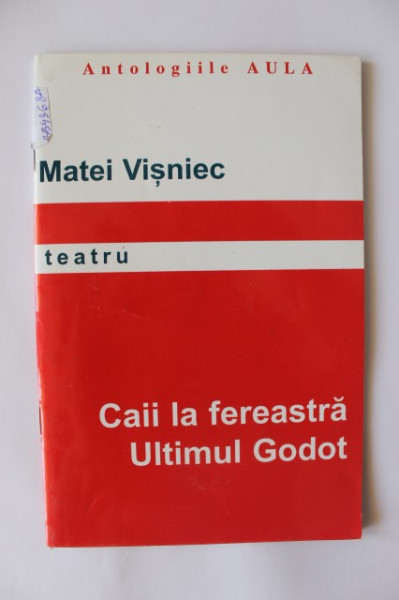 Antologiile AULA
Matei Vișniec
teatru
Caii la fereastră
Ultimul Godot